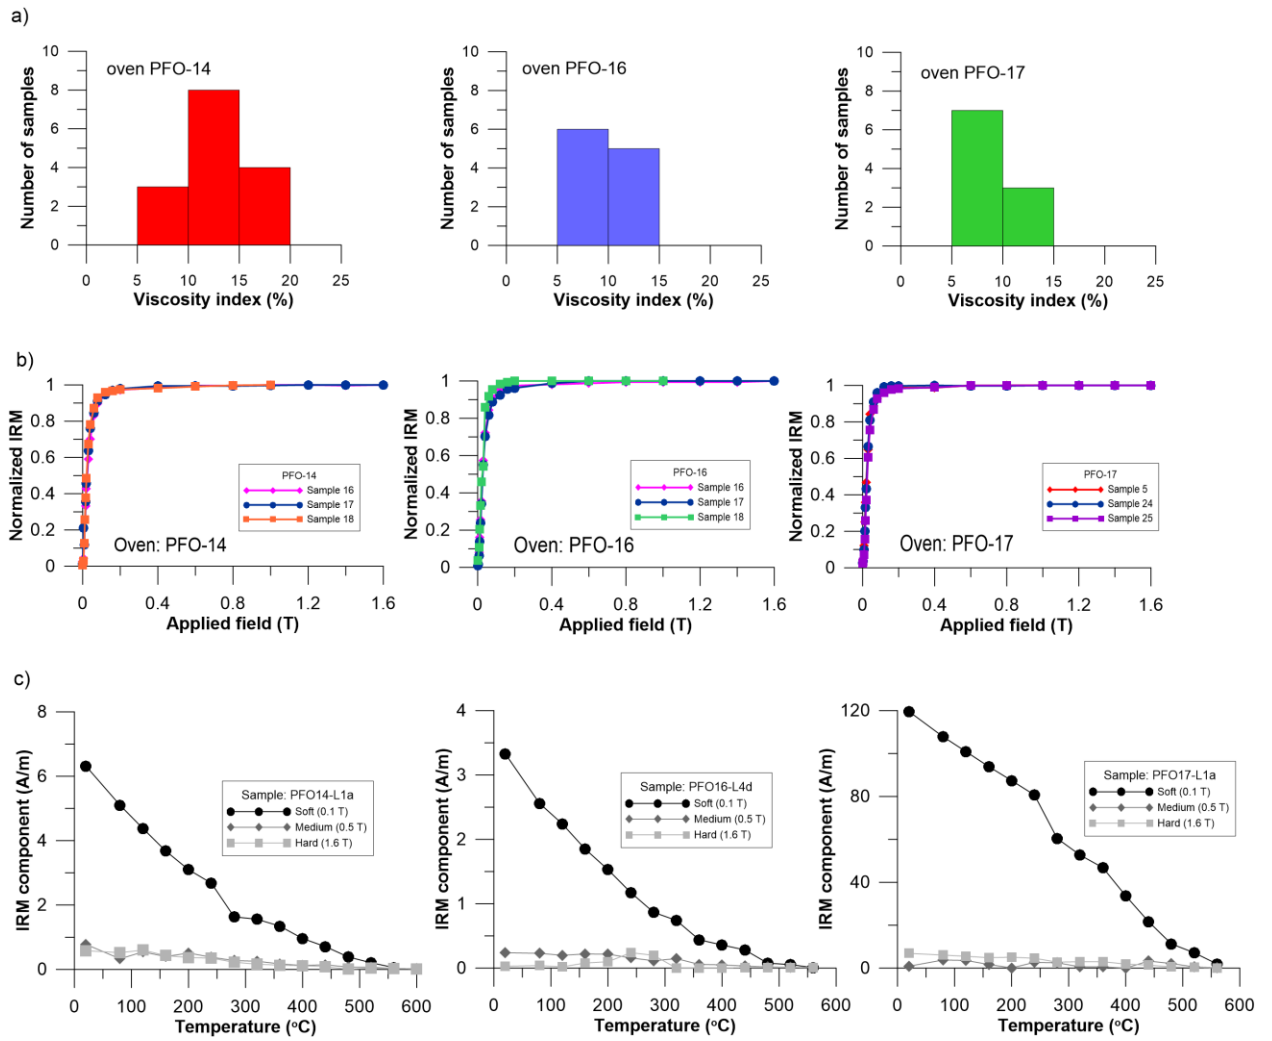 a)
oven PFO-14
Number of samples
10
8
6
4
2
0
0 5 10 15 20 25
Viscosity index (%)
oven PFO-16
Number of samples
10
8
6
4
2
0
0 5 10 15 20 25
Viscosity index (%)
oven PFO-17
Number of samples
10
8
6
4
2
0
0 5 10 15 20 25
Viscosity index (%)
b)
Normalized IRM
1
0.8
0.6
0.4
0.2
0
PFO-14
Sample 16
Sample 17
Sample 18
Oven: PFO-14
0 0.4 0.8 1.2 1.6
Applied field (T)
Normalized IRM
1
0.8
0.6
0.4
0.2
0
PFO-16
Sample 16
Sample 17
Sample 18
Oven: PFO-16
0 0.4 0.8 1.2 1.6
Applied field (T)
Normalized IRM
1
0.8
0.6
0.4
0.2
0
PFO-17
Sample 5
Sample 24
Sample 25
Oven: PFO-17
0 0.4 0.8 1.2 1.6
Applied field (T)
c)
IRM component (A/m)
8
6
4
2
0
Sample: PFO14-L1a
Soft (0.1 T)
Medium (0.5 T)
Hard (1.6 T)
0 100 200 300 400 500 600
Temperature (°C)
IRM component (A/m)
4
3
2
1
0
Sample: PFO16-L4d
Soft (0.1 T)
Medium (0.5 T)
Hard (1.6 T)
0 100 200 300 400 500 600
Temperature (°C)
IRM component (A/m)
120
80
40
0
Sample: PFO17-L1a
Soft (0.1 T)
Medium (0.5 T)
Hard (1.6 T)
0 100 200 300 400 500 600
Temperature (°C)